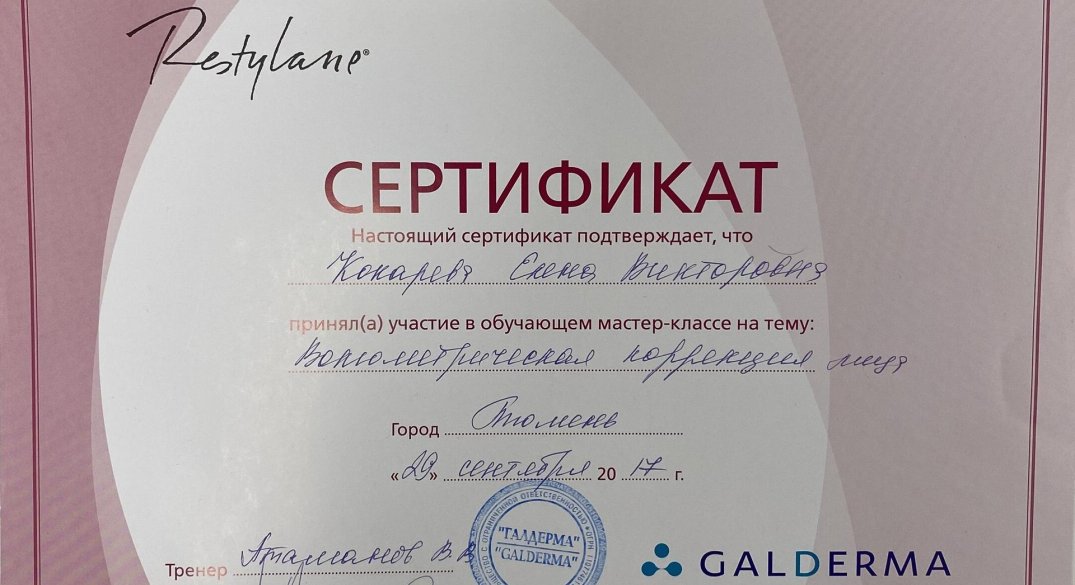 Restylane®
СЕРТИФИКАТ
Настоящий сертификат подтверждает, что
Кокарева Елена Викторовна
принял(а) участие в обучающем мастер-классе на тему:
Волюметрическая коррекция лица
Город Тюмень
«29» сентября 2017 г.
"ГАЛДЕРМА"
"GALDERMA"
Тренер Атаманов В В
GALDERMA